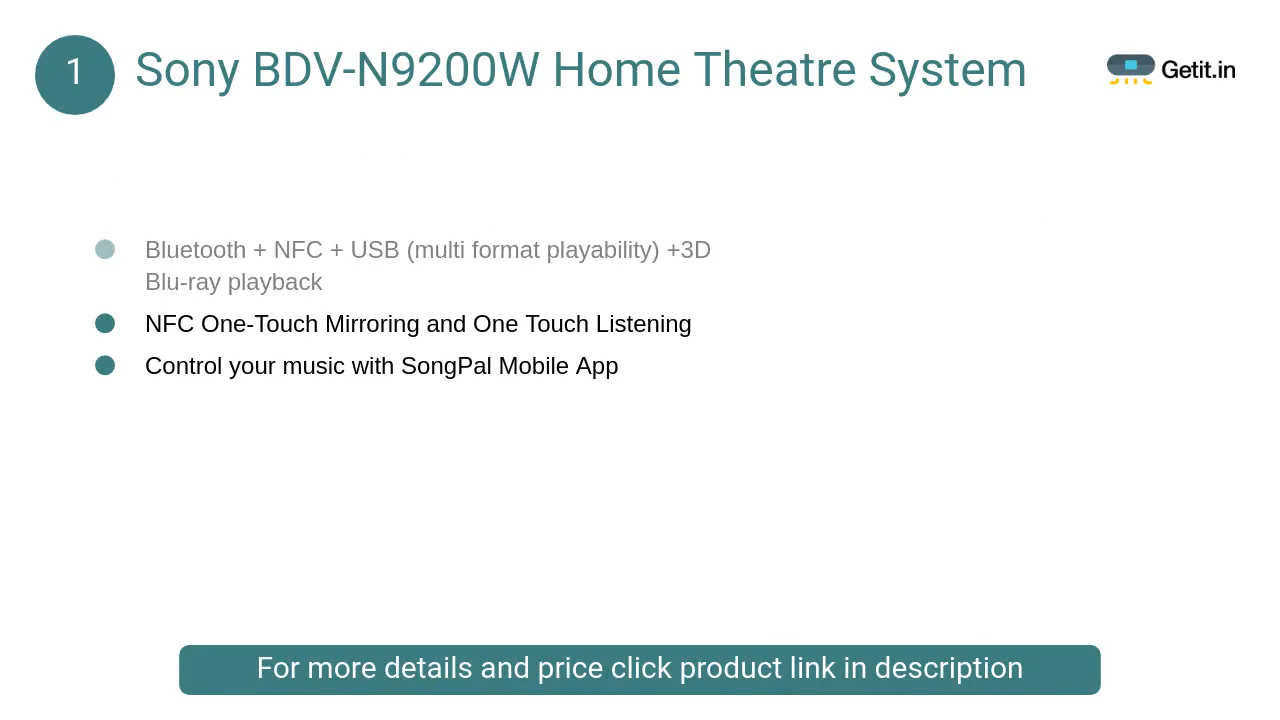 1
Sony BDV-N9200W Home Theatre System
Getit.in
Bluetooth + NFC + USB (multi format playability) +3D
Blu-ray playback
NFC One-Touch Mirroring and One Touch Listening
Control your music with SongPal Mobile App
For more details and price click product link in description